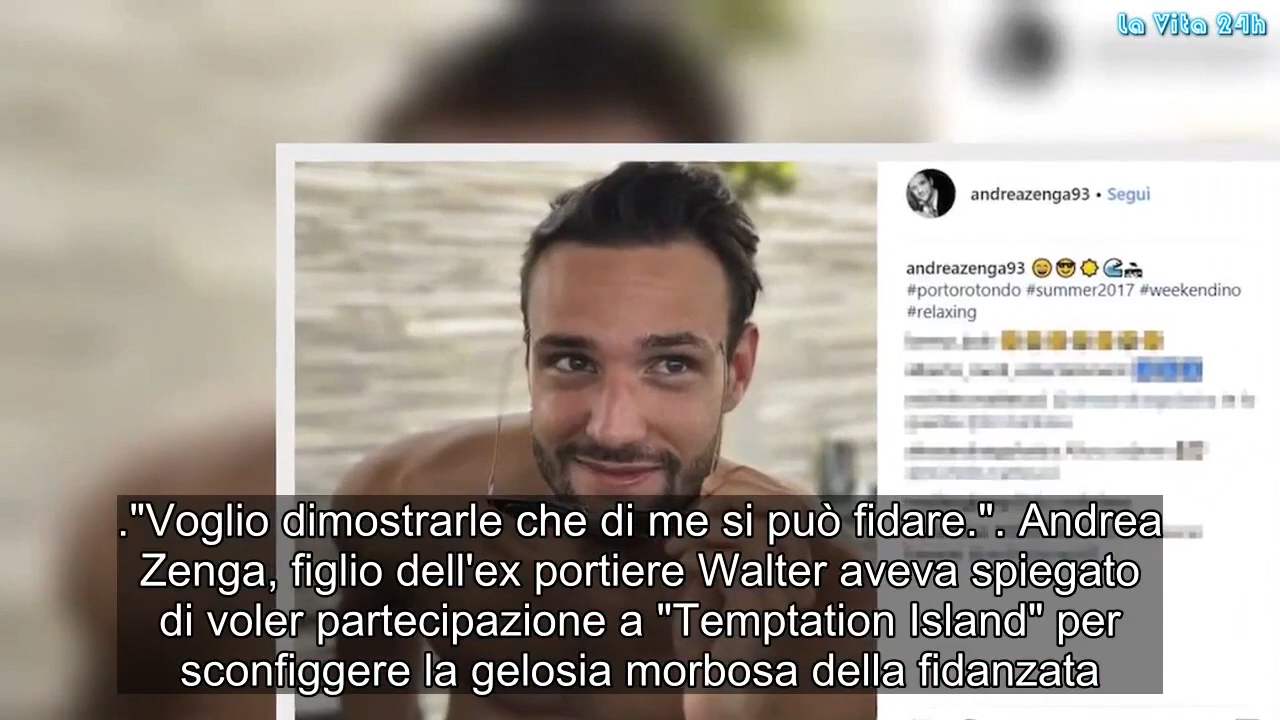 La Vita 24h
andreazenga93 • Segui
andreazenga93
#portorotondo #summer2017 #weekendino
#relaxing
."Voglio dimostrarle che di me si può fidare.". Andrea
Zenga, figlio dell'ex portiere Walter aveva spiegato
di voler partecipazione a "Temptation Island" per
sconfiggere la gelosia morbosa della fidanzata